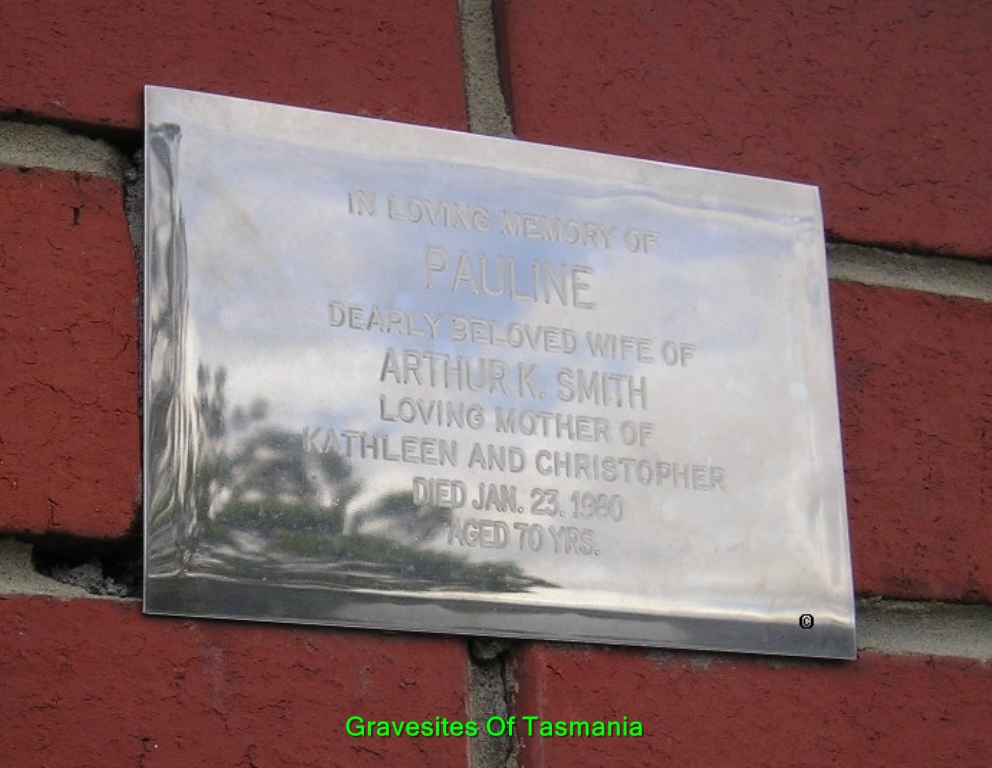 IN LOVING MEMORY OF
PAULINE
DEARLY BELOVED WIFE OF
ARTHUR K. SMITH
LOVING MOTHER OF
KATHLEEN AND CHRISTOPHER
DIED JAN. 23. 1980
AGED 70 YRS.
©
Gravesites Of Tasmania